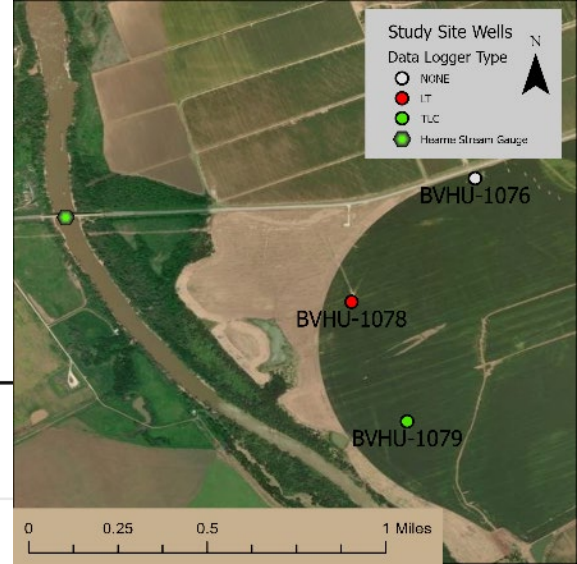 Study Site Wells
Data Logger Type
N
NONE
LT
TLC
Hearne Stream Gauge
BVHU-1076
BVHU-1078
BVHU-1079
0 0.25 0.5 1 Miles